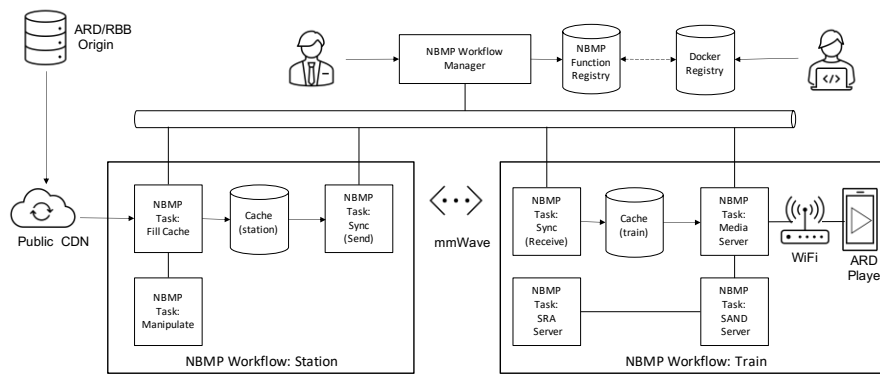 ARD/RBB
Origin
NBMP Workflow
Manager
NBMP
Function
Registry
Docker
Registry
</>
Public CDN
NBMP
Task:
Fill Cache
Cache
(station)
NBMP
Task:
Sync
(Send)
NBMP
Task:
Manipulate
NBMP Workflow: Station
mmWave
NBMP
Task:
Sync
(Receive)
Cache
(train)
NBMP
Task:
Media
Server
NBMP
Task:
SRA
Server
NBMP
Task:
SAND
Server
NBMP Workflow: Train
WiFi
ARD
Playe